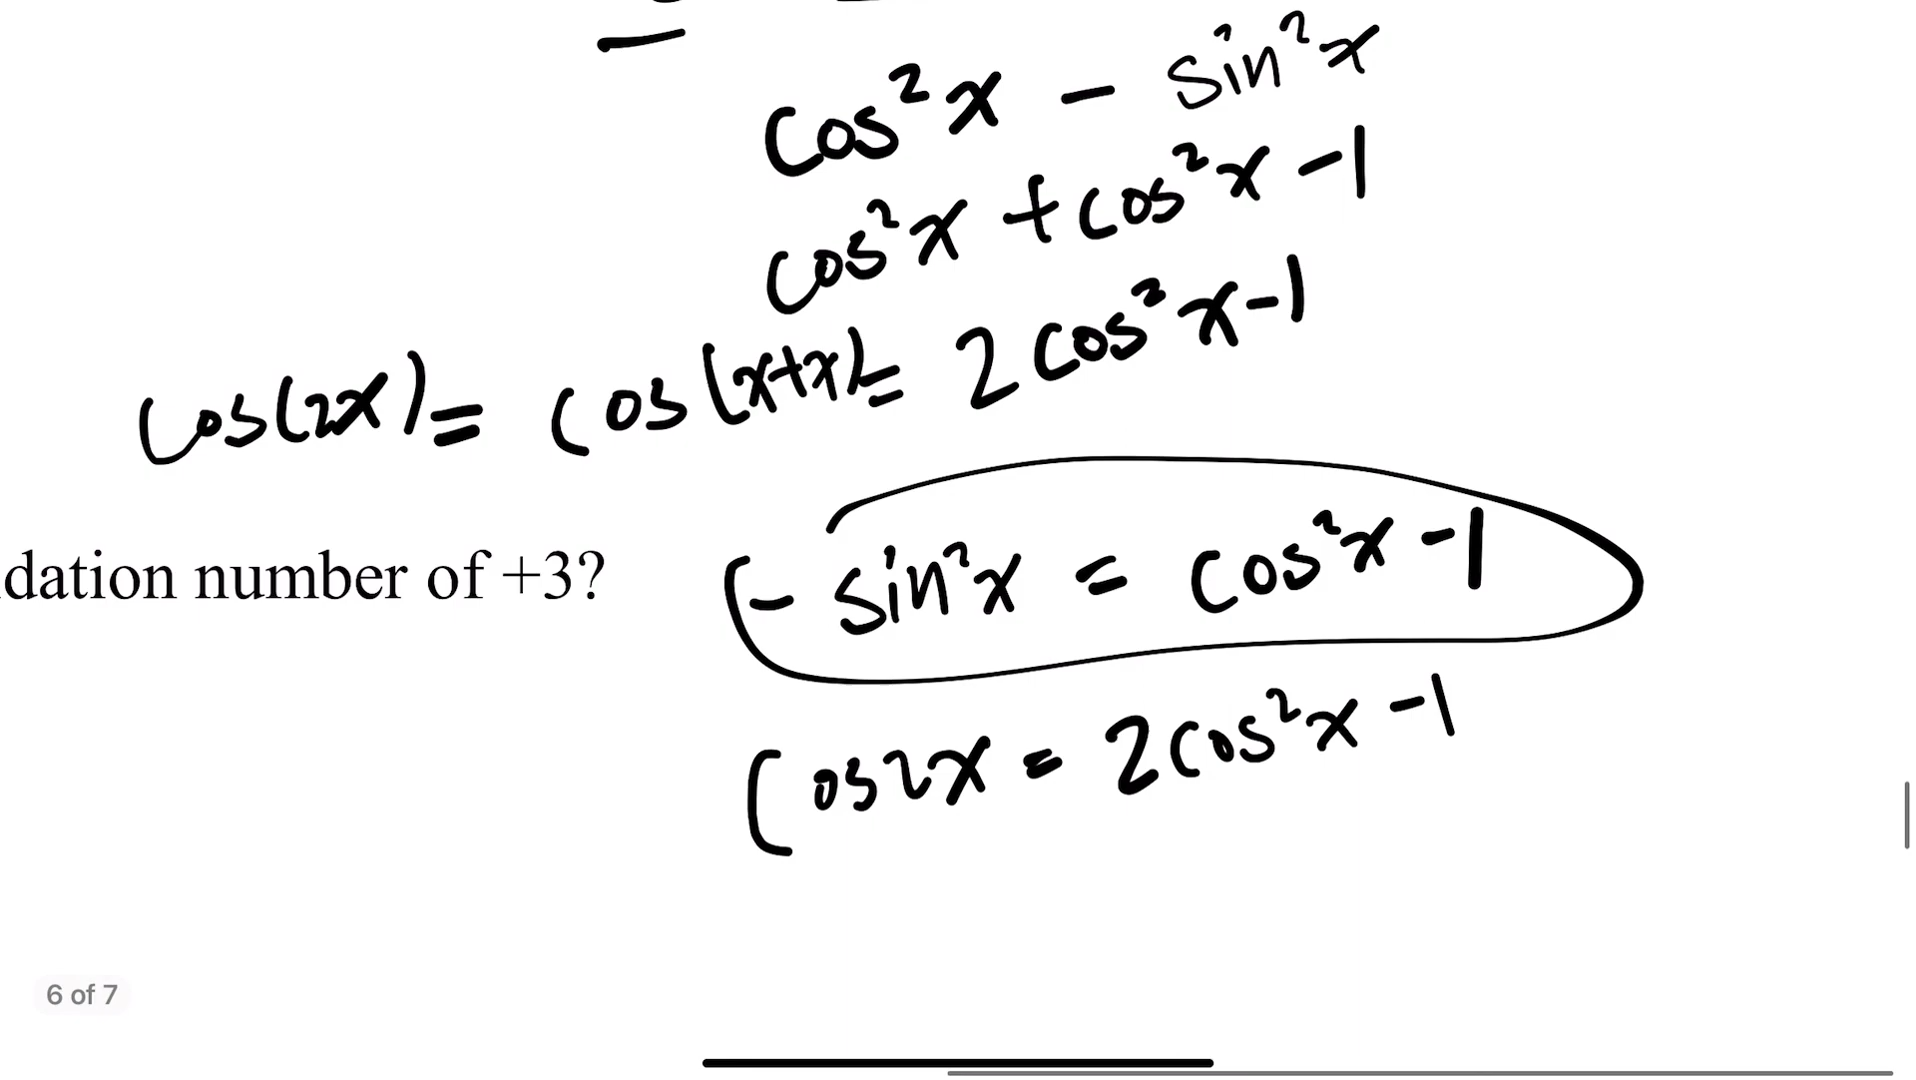 cos²x - sin²x
cos²x + cos²x - 1
cos(2x) = cos(x+x) = 2cos²x - 1
dation number of +3?
- sin²x = cos²x - 1
cos2x = 2cos²x - 1
6 of 7